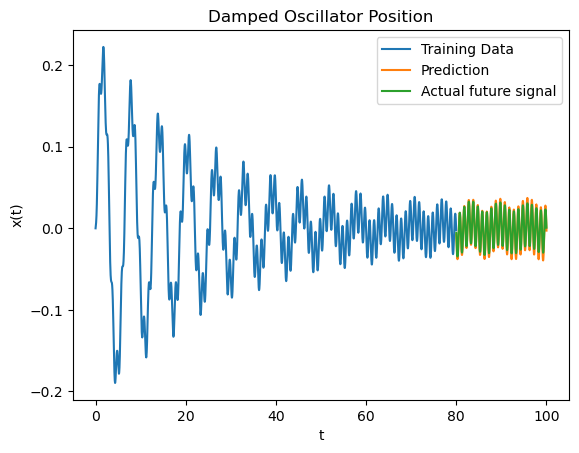 Damped Oscillator Position
Training Data
Prediction
Actual future signal
x(t)
0.2
0.1
0.0
−0.1
−0.2
0
20
40
60
80
100
t